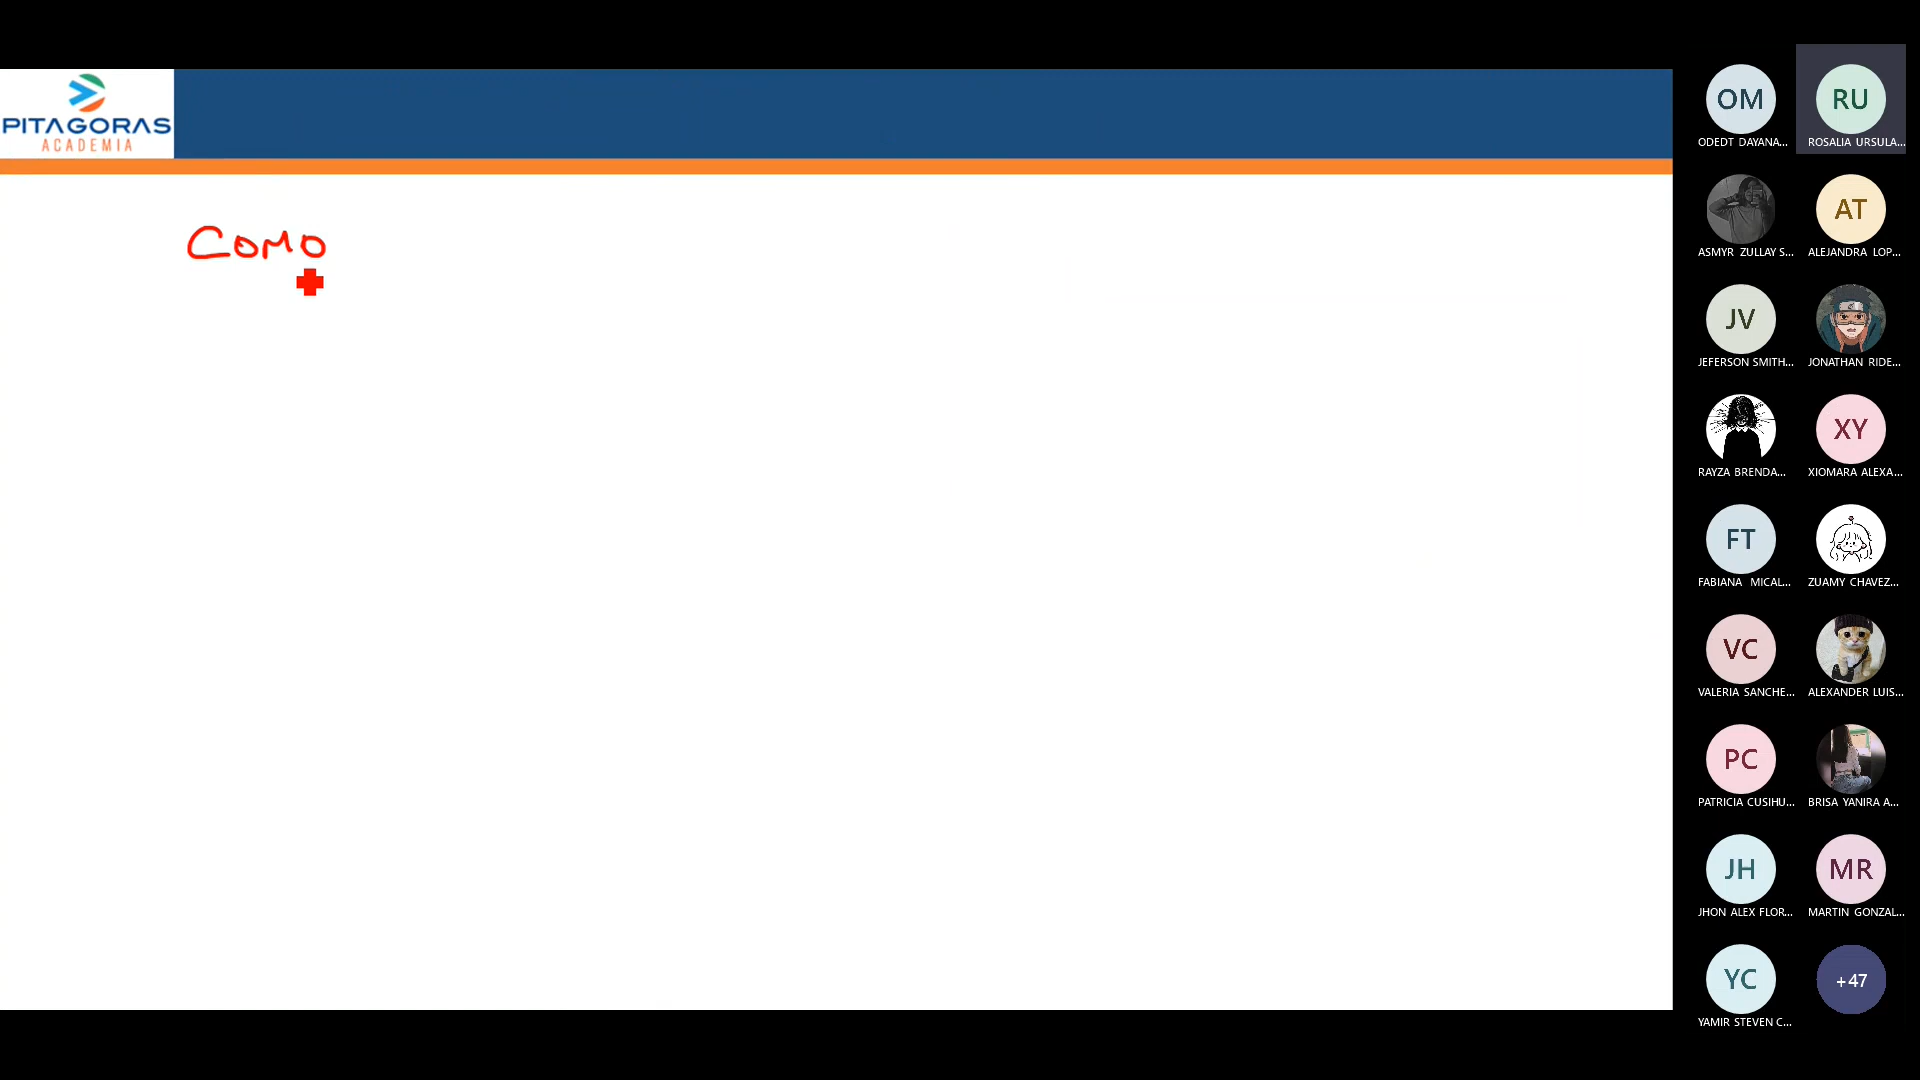 PITAGORAS
ACADEMIA
COMO
OM
ODEDT DAYANA...
RU
ROSALIA URSULA...
ASMYR ZULLAY S...
AT
ALEJANDRA LOP...
JV
JEFERSON SMITH...
JONATHAN RIDE...
RAYZA BRENDA...
XY
XIOMARA ALEXA...
FT
FABIANA MICAL...
ZUAMY CHAVEZ...
VC
VALERIA SANCHE...
ALEXANDER LUIS...
PC
PATRICIA CUSIHU...
BRISA YANIRA A...
JH
JHON ALEX FLOR...
MR
MARTIN GONZAL...
YC
YAMIR STEVEN C...
+47